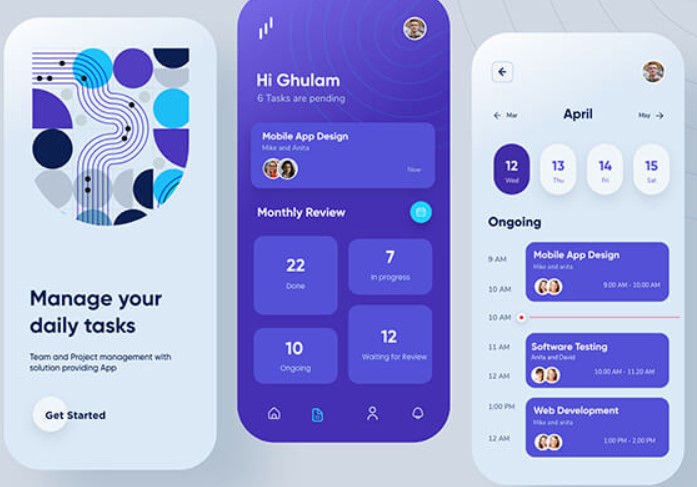 Manage your
daily tasks
Team and Project management with
solution providing App
Get Started
Hi Ghulam
6 Tasks are pending
Mobile App Design
Mike and Anita
Now
Monthly Review
22
Done
7
In progress
10
Ongoing
12
Waiting for Review
Mar
April
May
12
Wed
13
Thu
14
Fri
15
Sat
Ongoing
9 AM
Mobile App Design
Mike and anita
9.00 AM - 10.00 AM
10 AM
10 AM
11 AM
Software Testing
Anita and David
10.00 AM - 11.20 AM
12 AM
1:00 PM
Web Development
Mike and anita
1:00 PM - 2.00 PM
12 AM